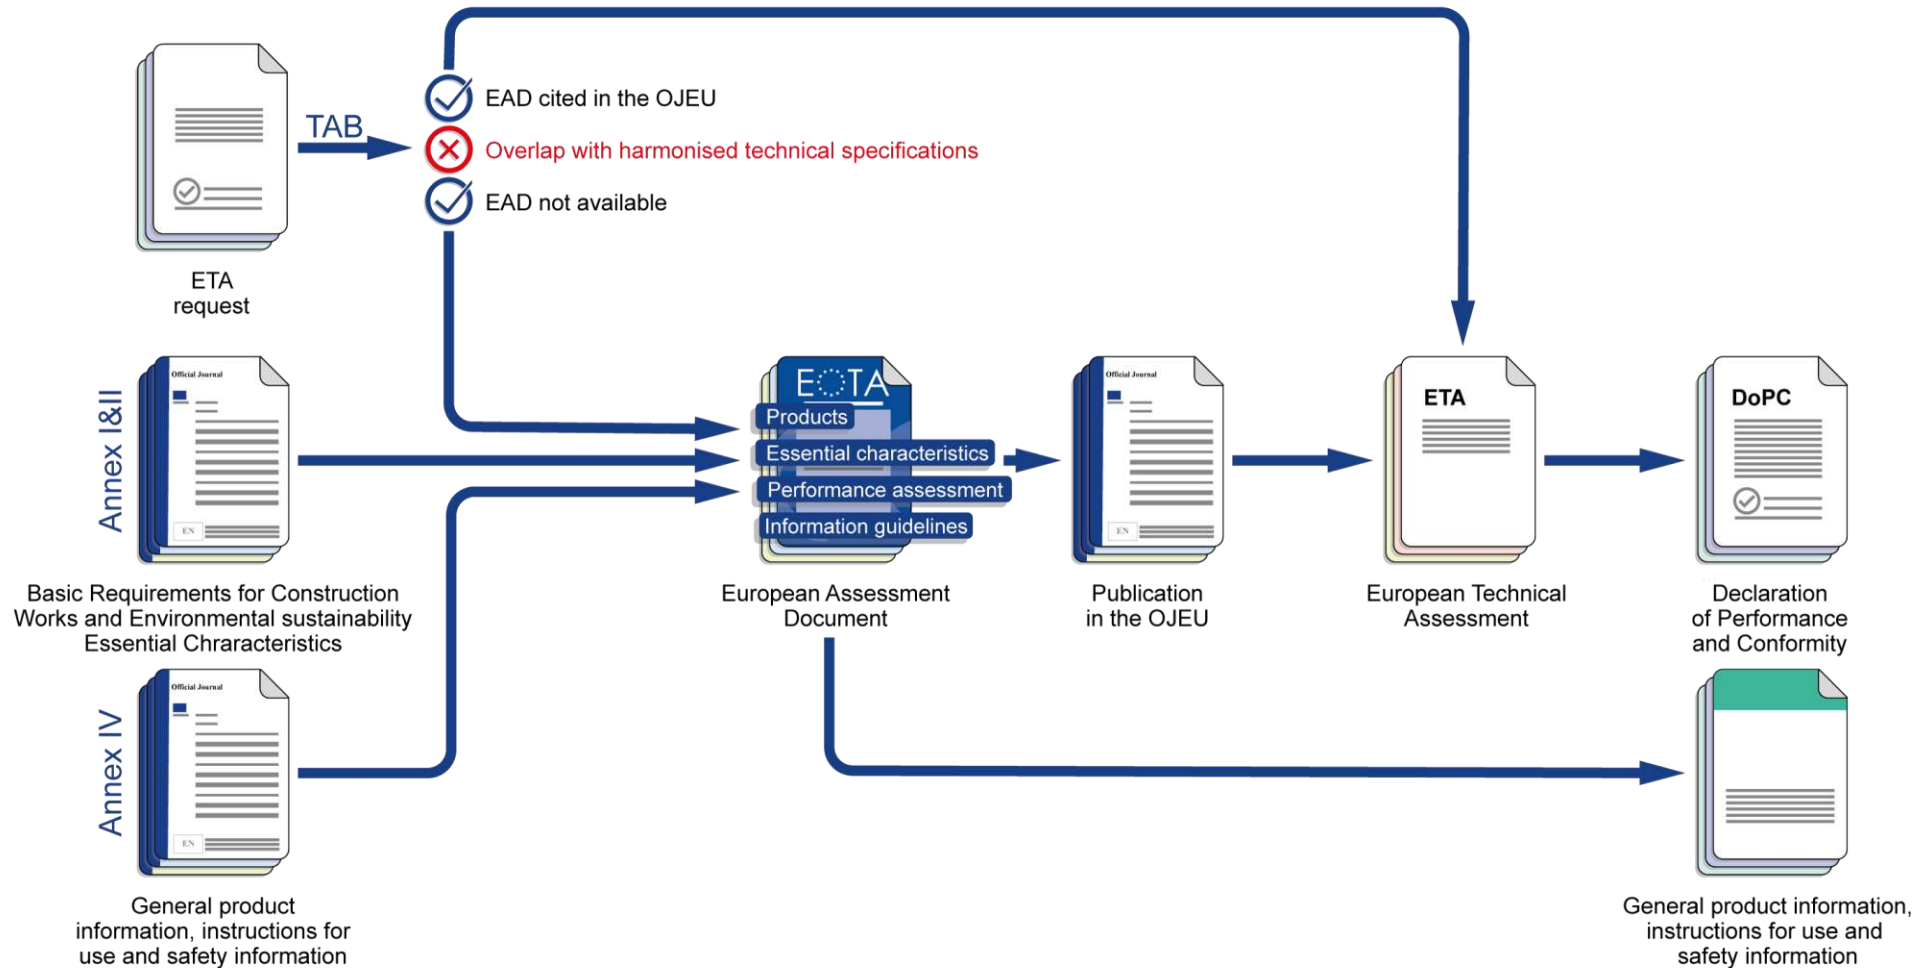 TAB
EAD cited in the OJEU
Overlap with harmonised technical specifications
EAD not available
ETA
request
Annex I&II
Official Journal
EN
Basic Requirements for Construction
Works and Environmental sustainability
Essential Chraracteristics
EOTA
Products
Essential characteristics
Performance assessment
Information guidelines
European Assessment
Document
Official Journal
EN
Publication
in the OJEU
ETA
European Technical
Assessment
DoPC
Declaration
of Performance
and Conformity
Annex IV
Official Journal
EN
General product
information, instructions for
use and safety information
General product information,
instructions for use and
safety information